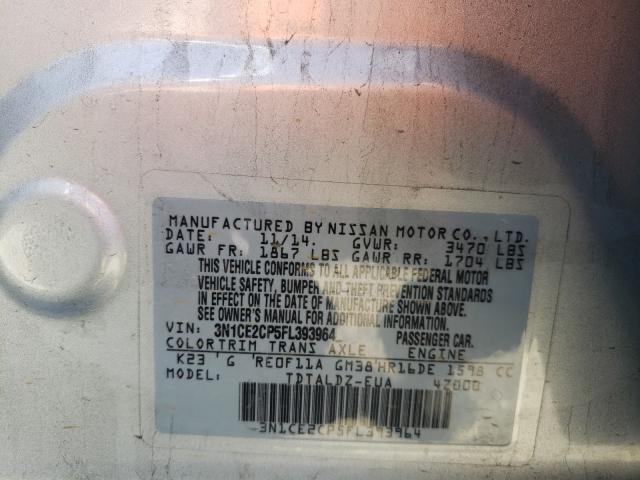 MANUFACTURED BY NISSAN MOTOR CO., LTD.
DATE: 11/14. GVWR: 3470 LBS
GAWR FR: 1867 LBS GAWR RR: 1704 LBS
THIS VEHICLE CONFORMS TO ALL APPLICABLE FEDERAL MOTOR
VEHICLE SAFETY, BUMPER AND THEFT PREVENTION STANDARDS
IN EFFECT ON THE DATE OF MANUFACTURE SHOWN ABOVE.
SEE OWNER'S MANUAL FOR ADDITIONAL INFORMATION
VIN: 3N1CE2CP5FL393964 PASSENGER CAR.
COLOR TRIM TRANS AXLE ENGINE
K23 G RE0F11A GM38 HR16DE 1598 CC
MODEL: TDTALDZ-EUA 4Z000
3N1CE2CP5FL393964